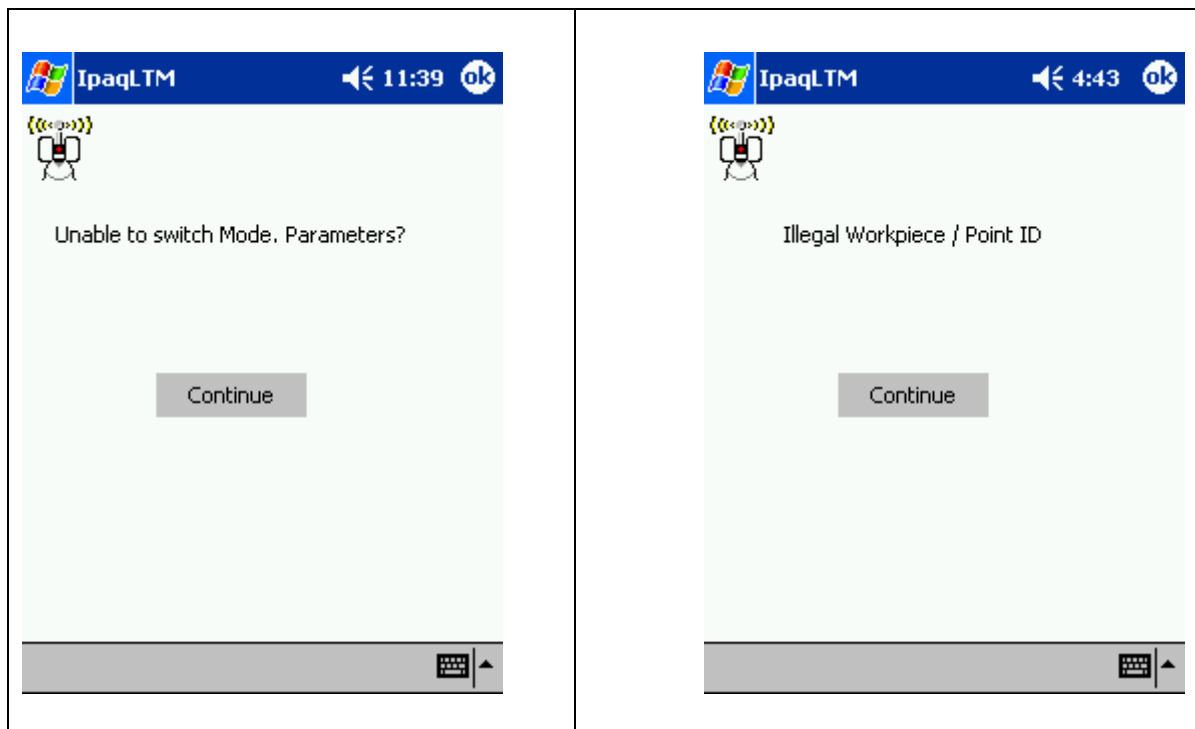 IpaqLTM 11:39 ok
Unable to switch Mode. Parameters?
Continue
IpaqLTM 4:43 ok
Illegal Workpiece / Point ID
Continue